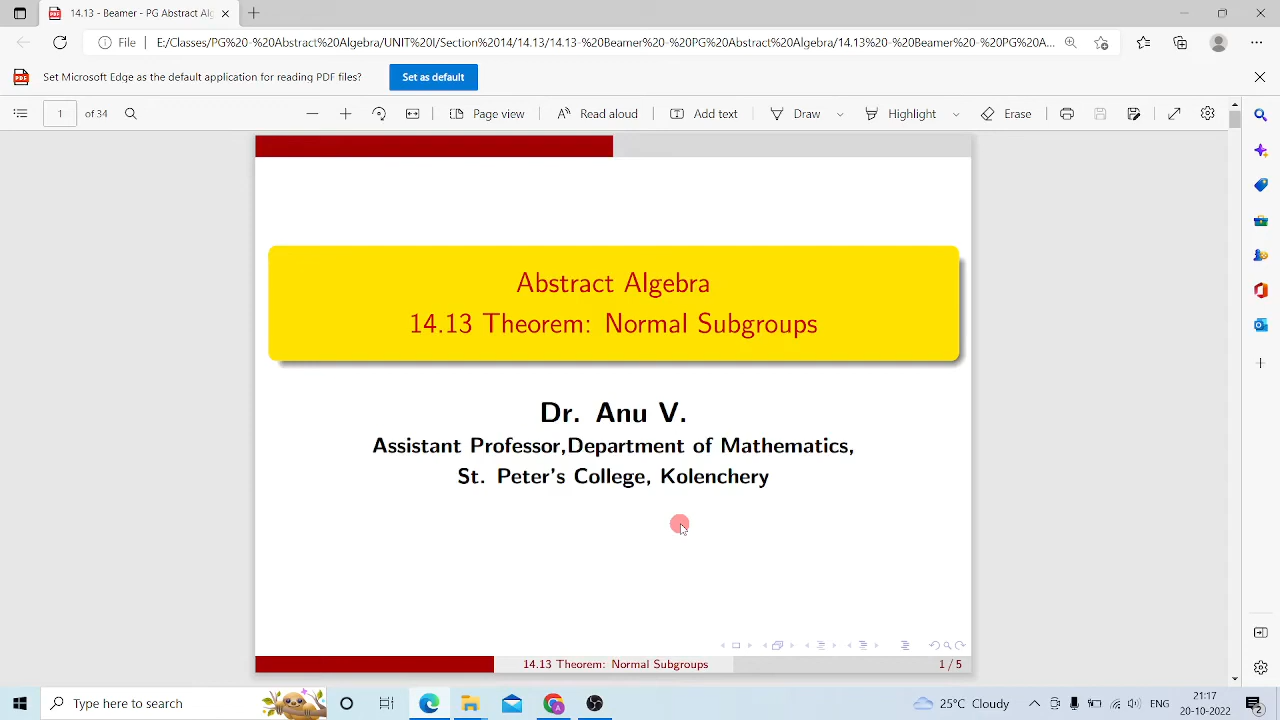 14.13 - Beamer - PG Abstract Alg
File
E:/Classes/PG%20-%20Abstract%20Algebra/UNIT%20I/Section%2014/14.13/14.13-%20Beamer%20-%20PG%20Abstract%20Algebra/14.13%20-%20Beamer%20-%20PG%20A...
Set Microsoft Edge as the default application for reading PDF files?
Set as default
1 of 34
Page view
Read aloud
Add text
Draw
Highlight
Erase
Abstract Algebra
14.13 Theorem: Normal Subgroups
Dr. Anu V.
Assistant Professor,Department of Mathematics,
St. Peter's College, Kolenchery
14.13 Theorem: Normal Subgroups
1 / 5
Type here to search
25°C Cloudy
ENG
21:17
20-10-2022
2